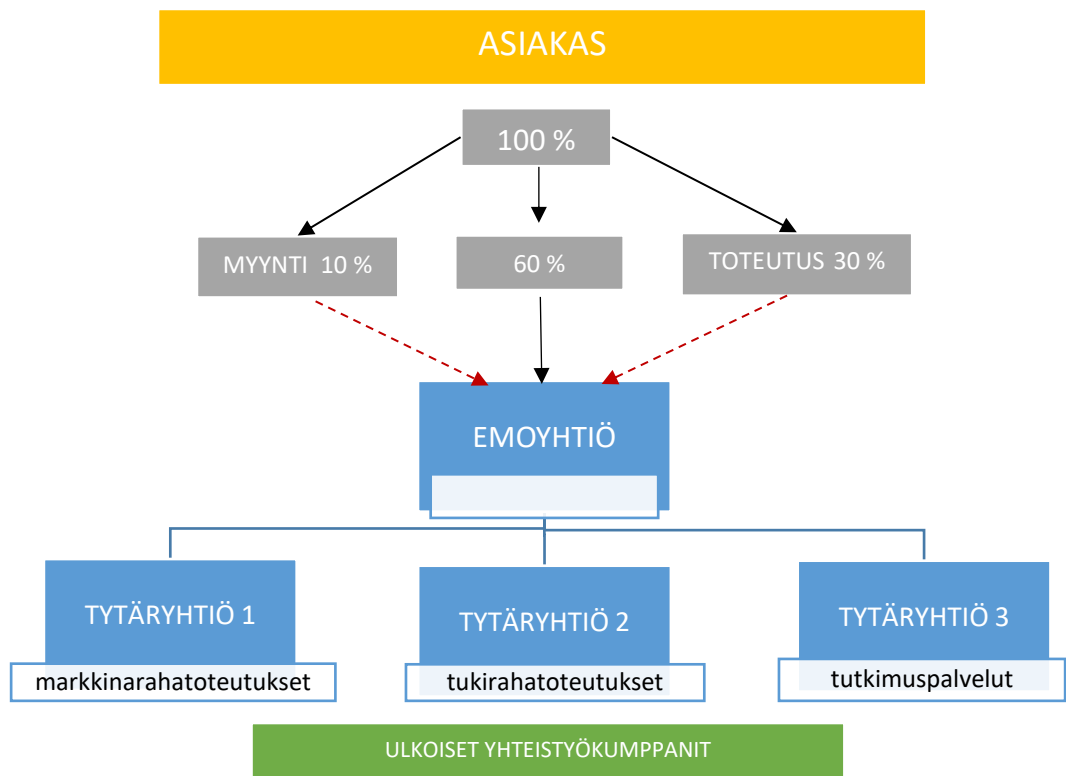 ASIAKAS
100 %
MYYNTI 10 %
60 %
TOTEUTUS 30 %
EMOYHTIÖ
TYTÄRYHTIÖ 1
TYTÄRYHTIÖ 2
TYTÄRYHTIÖ 3
markkinarahatoteutukset
tukirahatoteutukset
tutkimuspalvelut
ULKOISET YHTEISTYÖKUMPPANIT